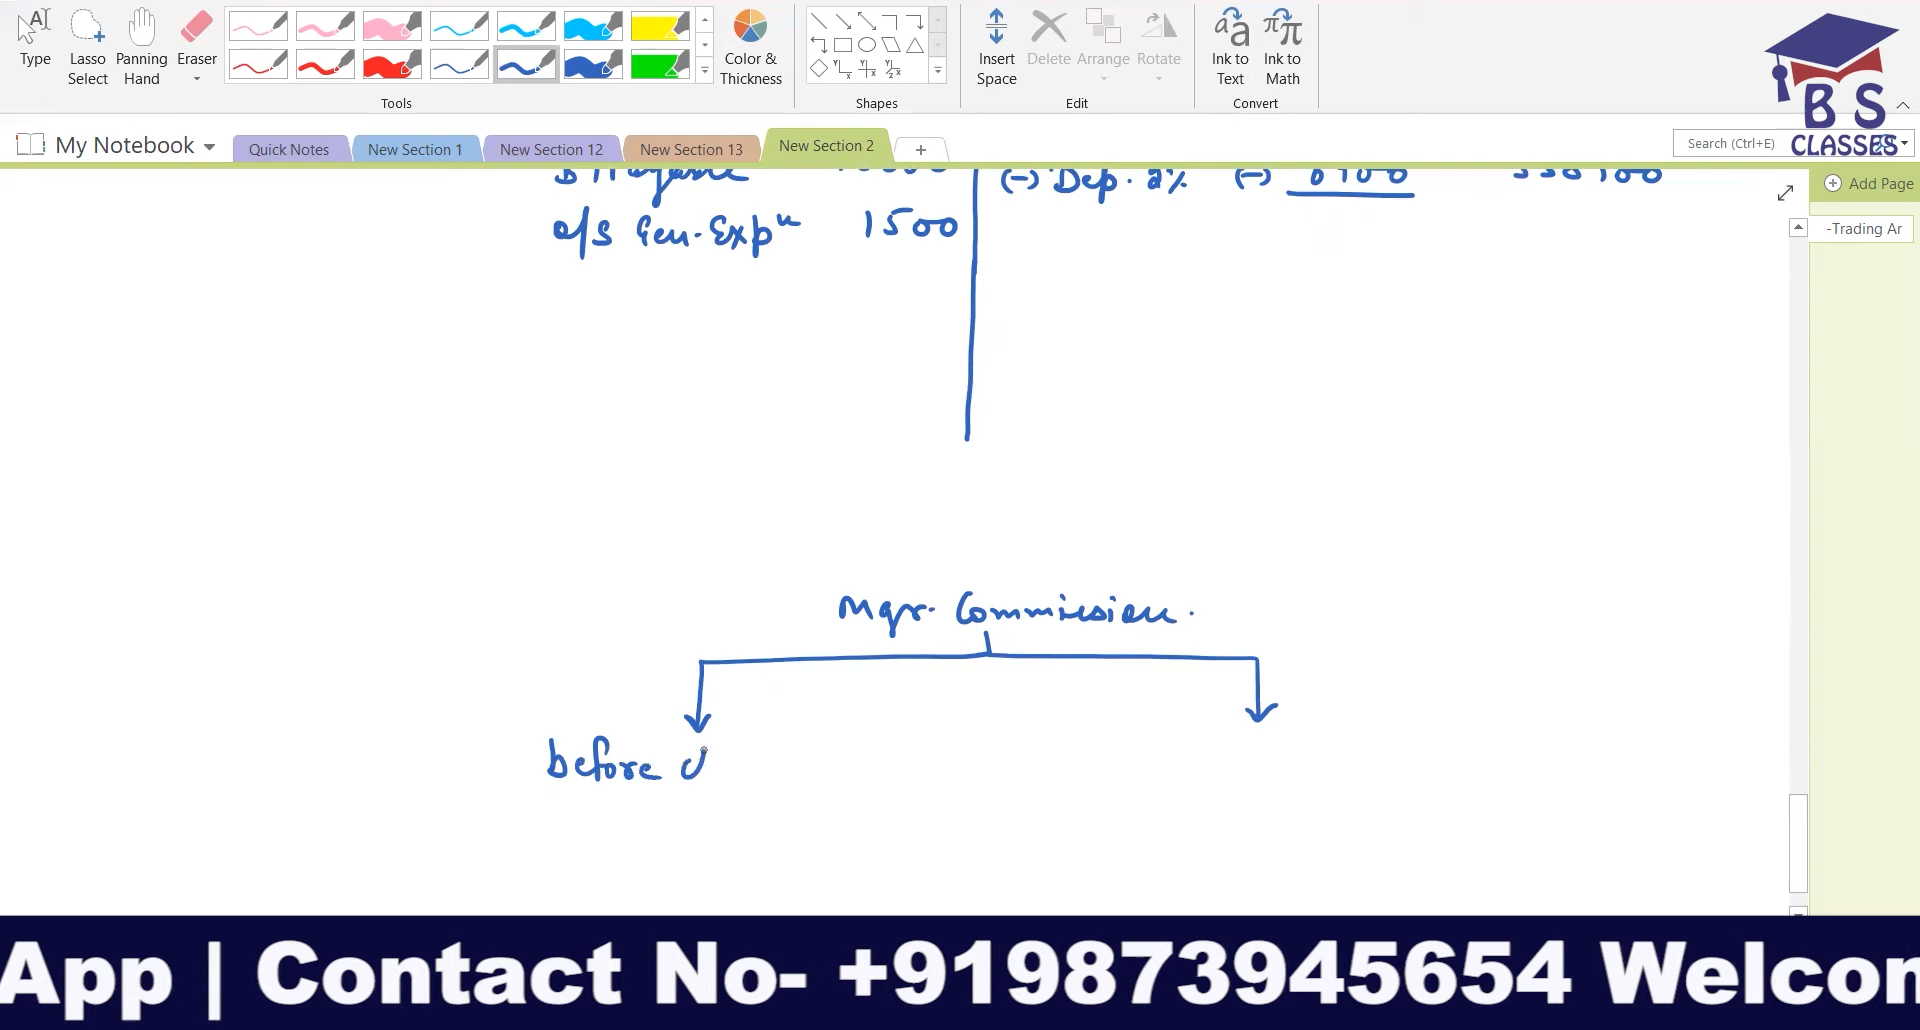 Type
Lasso Select
Panning Hand
Eraser
Color & Thickness
Insert Space
Delete
Arrange
Rotate
Ink to Text
Ink to Math
Tools
Shapes
Edit
Convert
B S
CLASSES
My Notebook
Quick Notes
New Section 1
New Section 12
New Section 13
New Section 2
Search (Ctrl+E)
Add Page
-Trading Ar
(-) Dep. 2% (-)
o/s Gen. Expn 1500
Mgr. Commission.
before
App | Contact No- +919873945654 Welcon